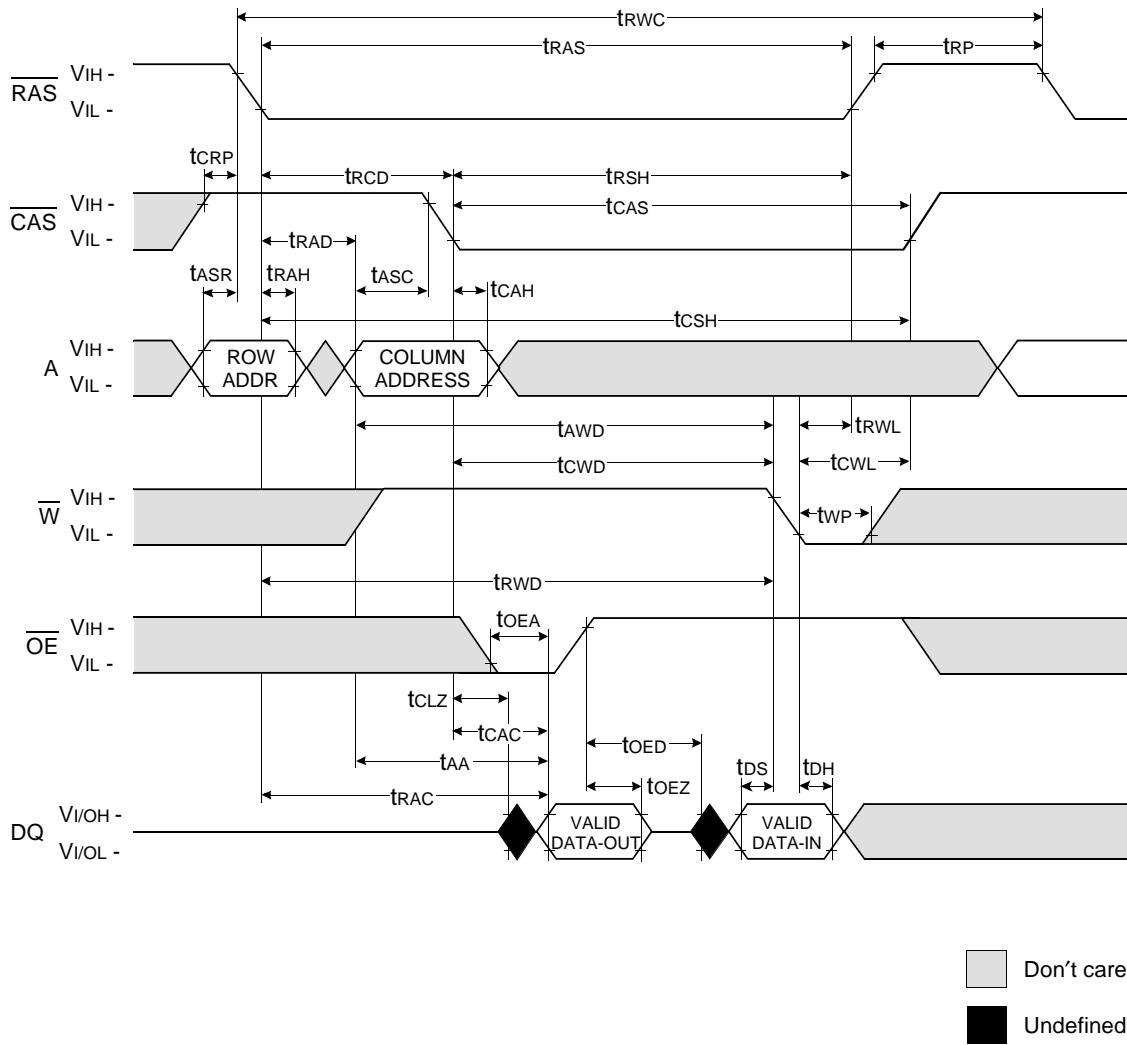 tRWC
tRAS
tRP
RAS
VIH -
VIL -
tCRP
tRCD
tRSH
CAS
VIH -
VIL -
tCAS
tRAD
tASR
tRAH
tASC
tCAH
tCSH
A
VIH -
VIL -
ROW
ADDR
COLUMN
ADDRESS
tAWD
tRWL
tCWD
tCWL
W
VIH -
VIL -
tWP
tRWD
OE
VIH -
VIL -
tOEA
tCLZ
tCAC
tOED
tAA
tOEZ
tDS
tDH
tRAC
DQ
VI/OH -
VI/OL -
VALID
DATA-OUT
VALID
DATA-IN
Don′t care
Undefined